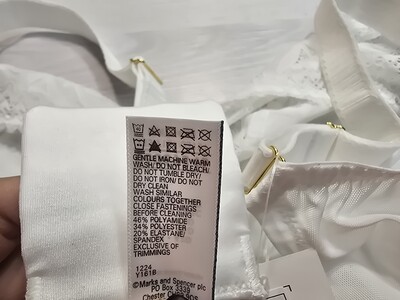 GENTLE MACHINE WARM
WASH/ DO NOT BLEACH/
DO NOT TUMBLE DRY/
DO NOT IRON/ DO NOT
DRY CLEAN
WASH SIMILAR
COLOURS TOGETHER
CLOSE FASTENINGS
BEFORE CLEANING
46% POLYAMIDE
34% POLYESTER
20% ELASTANE/
SPANDEX
EXCLUSIVE OF
TRIMMINGS
1224
Y1618
©Marks and Spencer plc
PO Box 3339
Chester